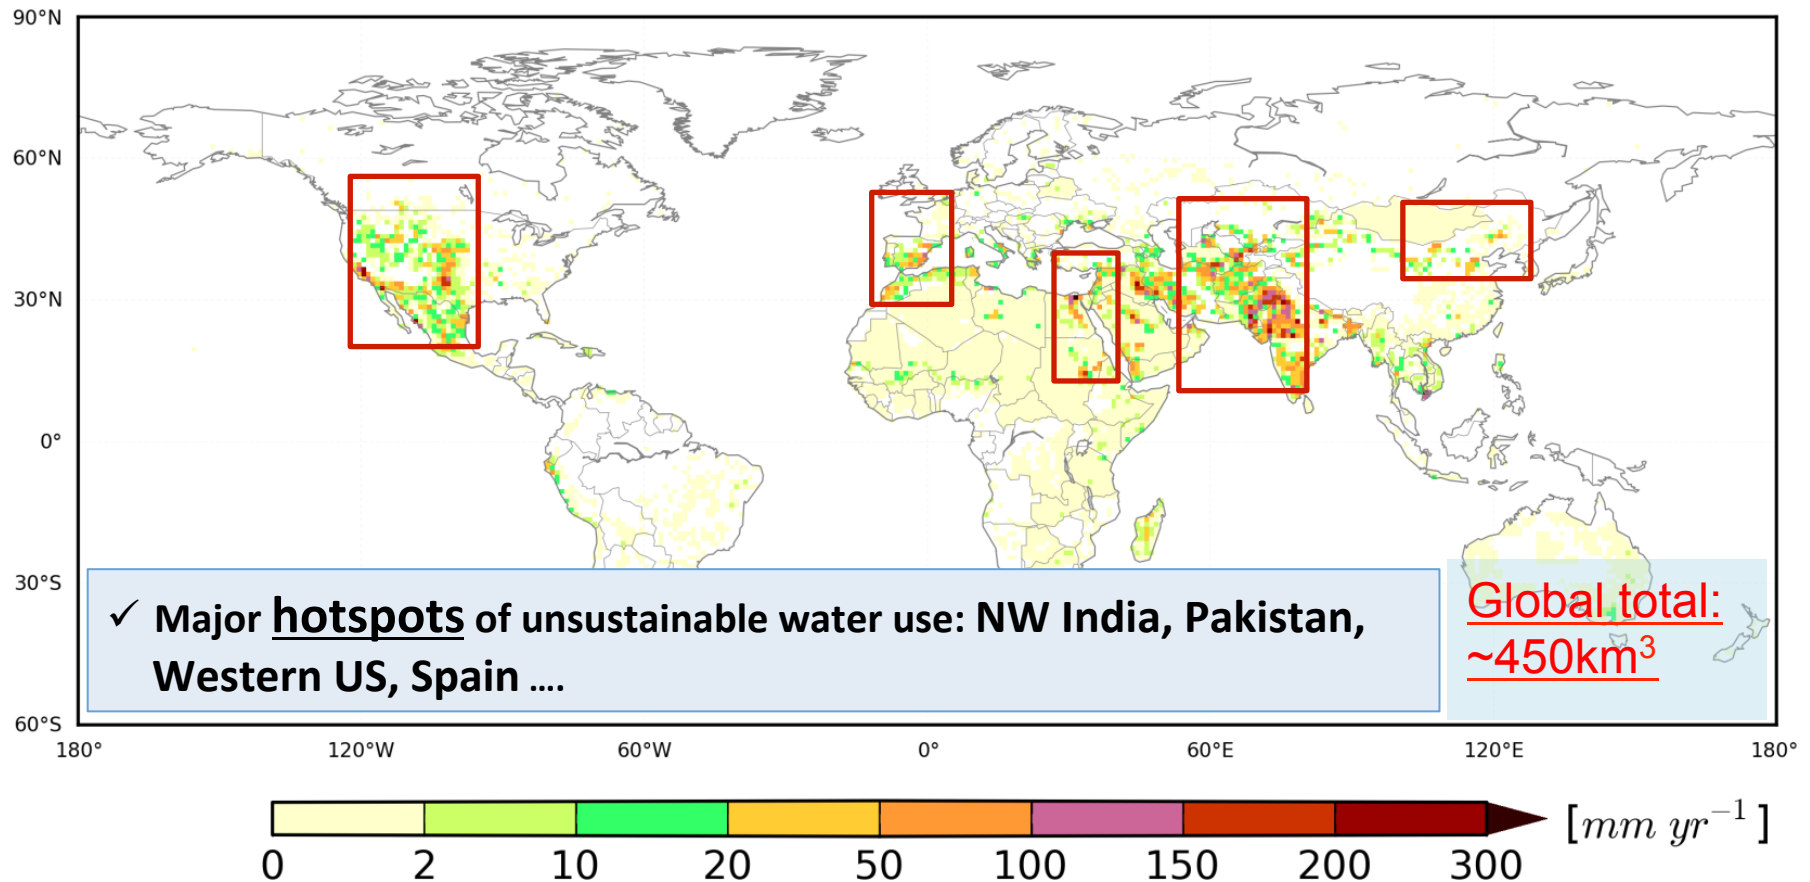 90°N
60°N
30°N
0°
30°S
60°S
✓ Major hotspots of unsustainable water use: NW India, Pakistan,
Western US, Spain ....
Global total:
~450km³
180° 120°W 60°W 0° 60°E 120°E 180°
0 2 10 20 50 100 150 200 300
[mm yr⁻¹]